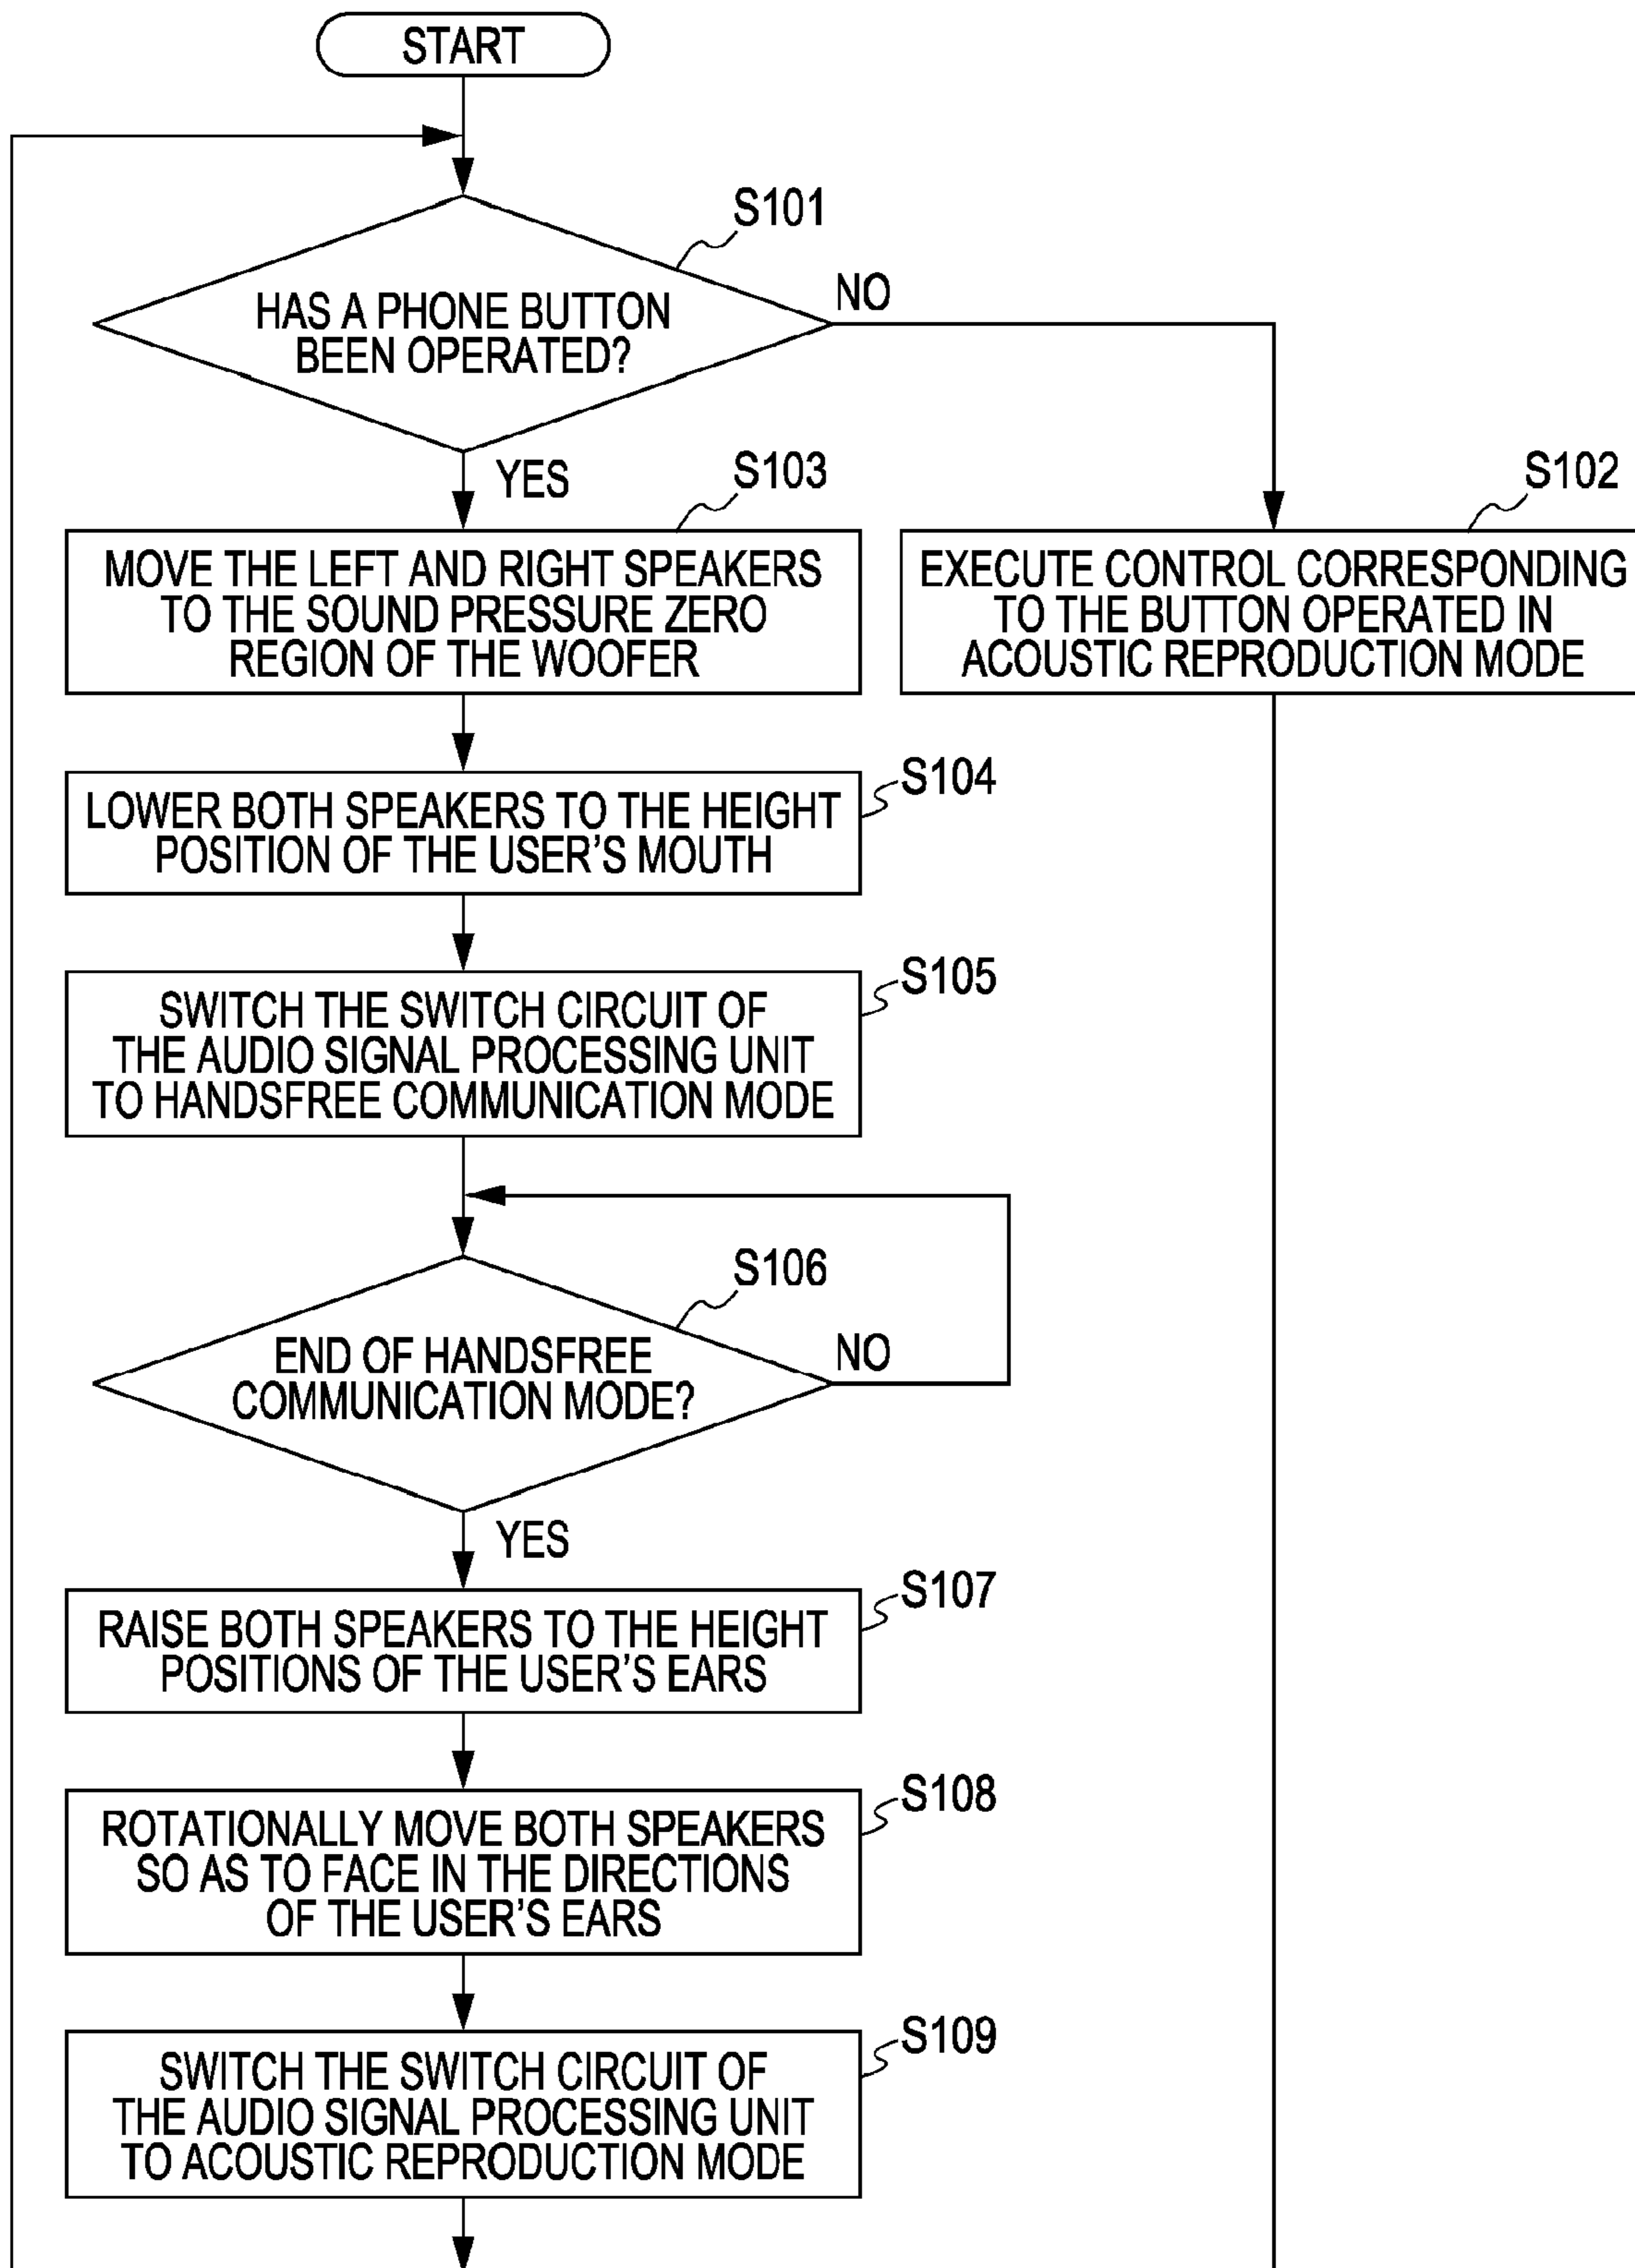 START
S101
HAS A PHONE BUTTON
BEEN OPERATED?
NO
YES
S103
MOVE THE LEFT AND RIGHT SPEAKERS
TO THE SOUND PRESSURE ZERO
REGION OF THE WOOFER
S102
EXECUTE CONTROL CORRESPONDING
TO THE BUTTON OPERATED IN
ACOUSTIC REPRODUCTION MODE
S104
LOWER BOTH SPEAKERS TO THE HEIGHT
POSITION OF THE USER'S MOUTH
S105
SWITCH THE SWITCH CIRCUIT OF
THE AUDIO SIGNAL PROCESSING UNIT
TO HANDSFREE COMMUNICATION MODE
S106
END OF HANDSFREE
COMMUNICATION MODE?
NO
YES
S107
RAISE BOTH SPEAKERS TO THE HEIGHT
POSITIONS OF THE USER'S EARS
S108
ROTATIONALLY MOVE BOTH SPEAKERS
SO AS TO FACE IN THE DIRECTIONS
OF THE USER'S EARS
S109
SWITCH THE SWITCH CIRCUIT OF
THE AUDIO SIGNAL PROCESSING UNIT
TO ACOUSTIC REPRODUCTION MODE